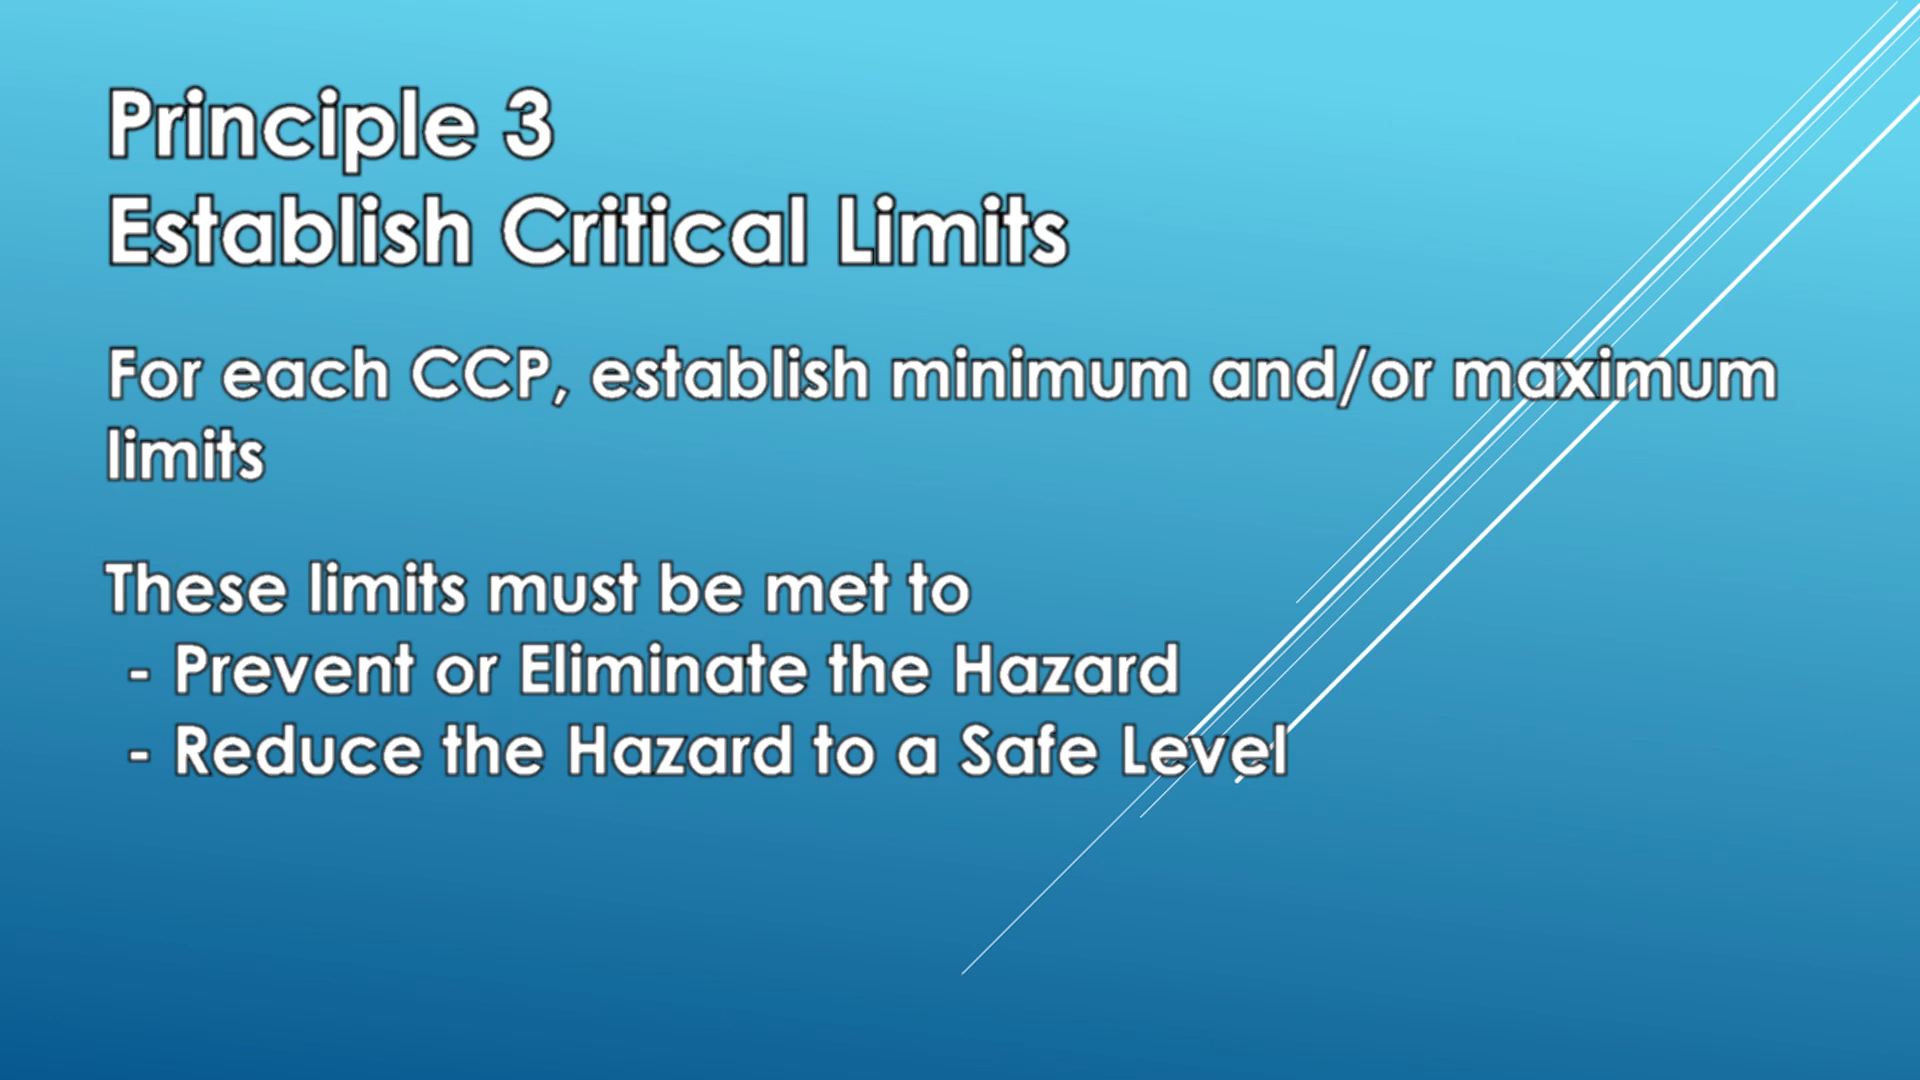 Principle 3
Establish Critical Limits
For each CCP, establish minimum and/or maximum
limits
These limits must be met to
- Prevent or Eliminate the Hazard
- Reduce the Hazard to a Safe Level